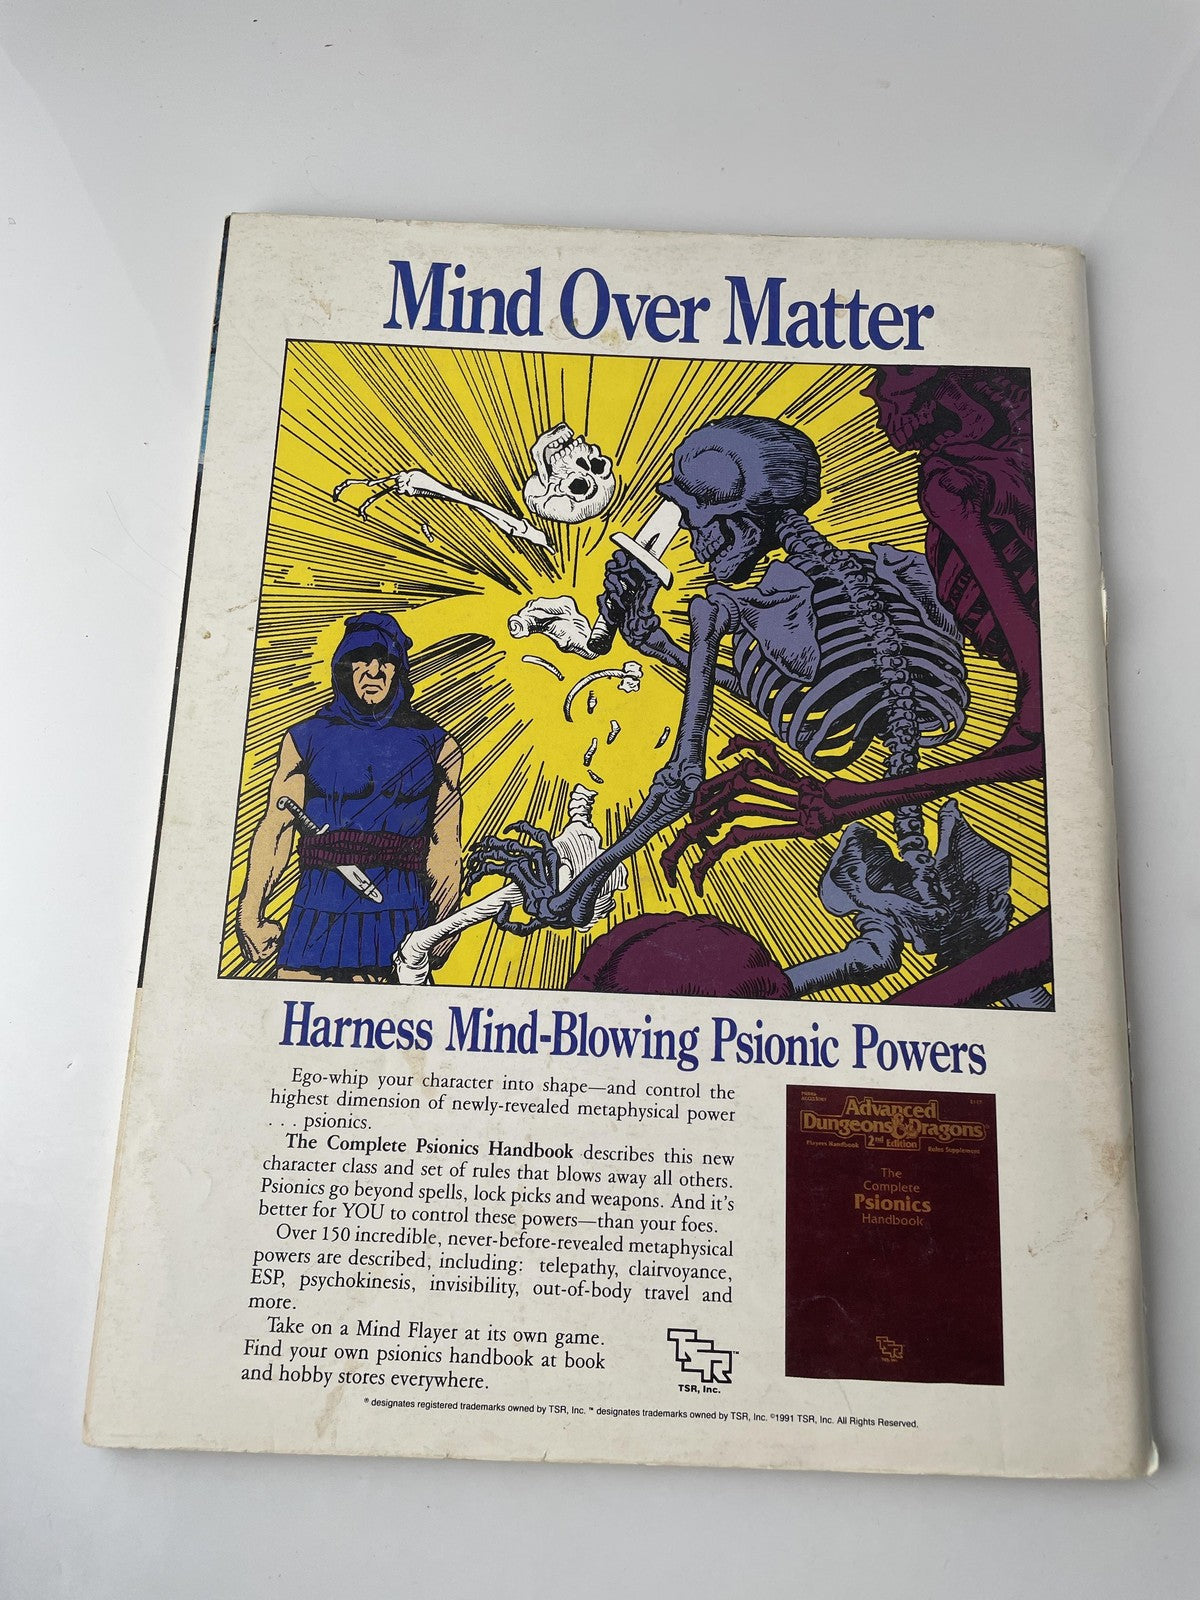 Mind Over Matter
Harness Mind-Blowing Psionic Powers
Ego-whip your character into shape—and control the
highest dimension of newly-revealed metaphysical power
. . . psionics.
The Complete Psionics Handbook describes this new
character class and set of rules that blows away all others.
Psionics go beyond spells, lock picks and weapons. And it's
better for YOU to control these powers—than your foes.
Over 150 incredible, never-before-revealed metaphysical
powers are described, including: telepathy, clairvoyance,
ESP, psychokinesis, invisibility, out-of-body travel and
more.
Take on a Mind Flayer at its own game.
Find your own psionics handbook at book
and hobby stores everywhere.
TSR™
TSR, Inc.
Advanced
Dungeons & Dragons®
2nd Edition
Players Handbook
Rules Supplement
The
Complete
Psionics
Handbook
TSR
TSR, Inc.
® designates registered trademarks owned by TSR, Inc. ™ designates trademarks owned by TSR, Inc. ©1991 TSR, Inc. All Rights Reserved.